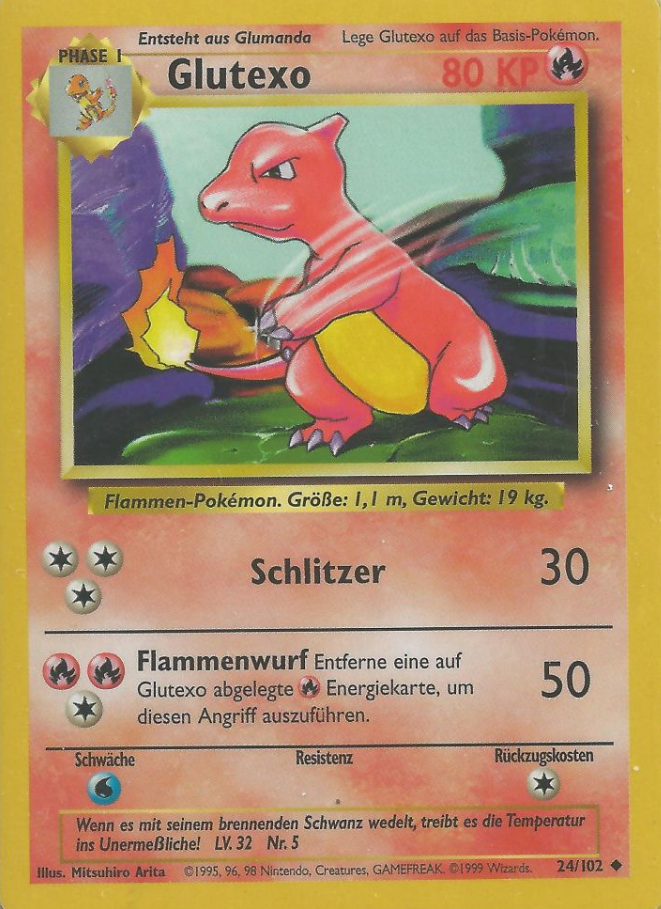 PHASE 1
Entsteht aus Glumanda
Lege Glutexo auf das Basis-Pokémon.
Glutexo
80 KP
Flammen-Pokémon. Größe: 1,1 m, Gewicht: 19 kg.
Schlitzer
30
Flammenwurf Entferne eine auf
Glutexo abgelegte Energiekarte, um
diesen Angriff auszuführen.
50
Schwäche
Resistenz
Rückzugskosten
Wenn es mit seinem brennenden Schwanz wedelt, treibt es die Temperatur
ins Unermeßliche! LV. 32 Nr. 5
Illus. Mitsuhiro Arita
©1995, 96, 98 Nintendo, Creatures, GAMEFREAK. ©1999 Wizards.
24/102